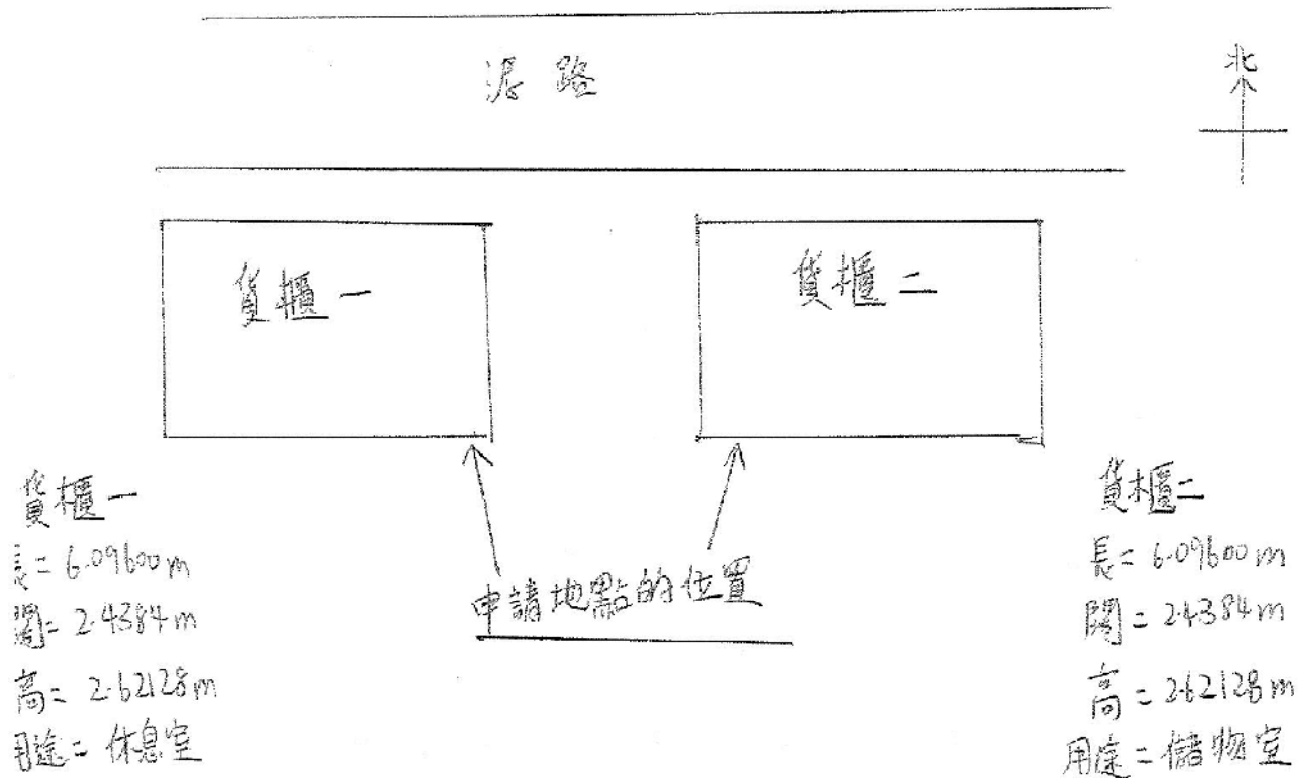 泥路
北
貨櫃一
貨櫃二
申請地點的位置
貨櫃一
長=6.09600m
闊=2.4384m
高=2.62128m
用途=休息室
貨櫃二
長=6.09600m
闊=2.4384m
高=2.62128m
用途=儲物室